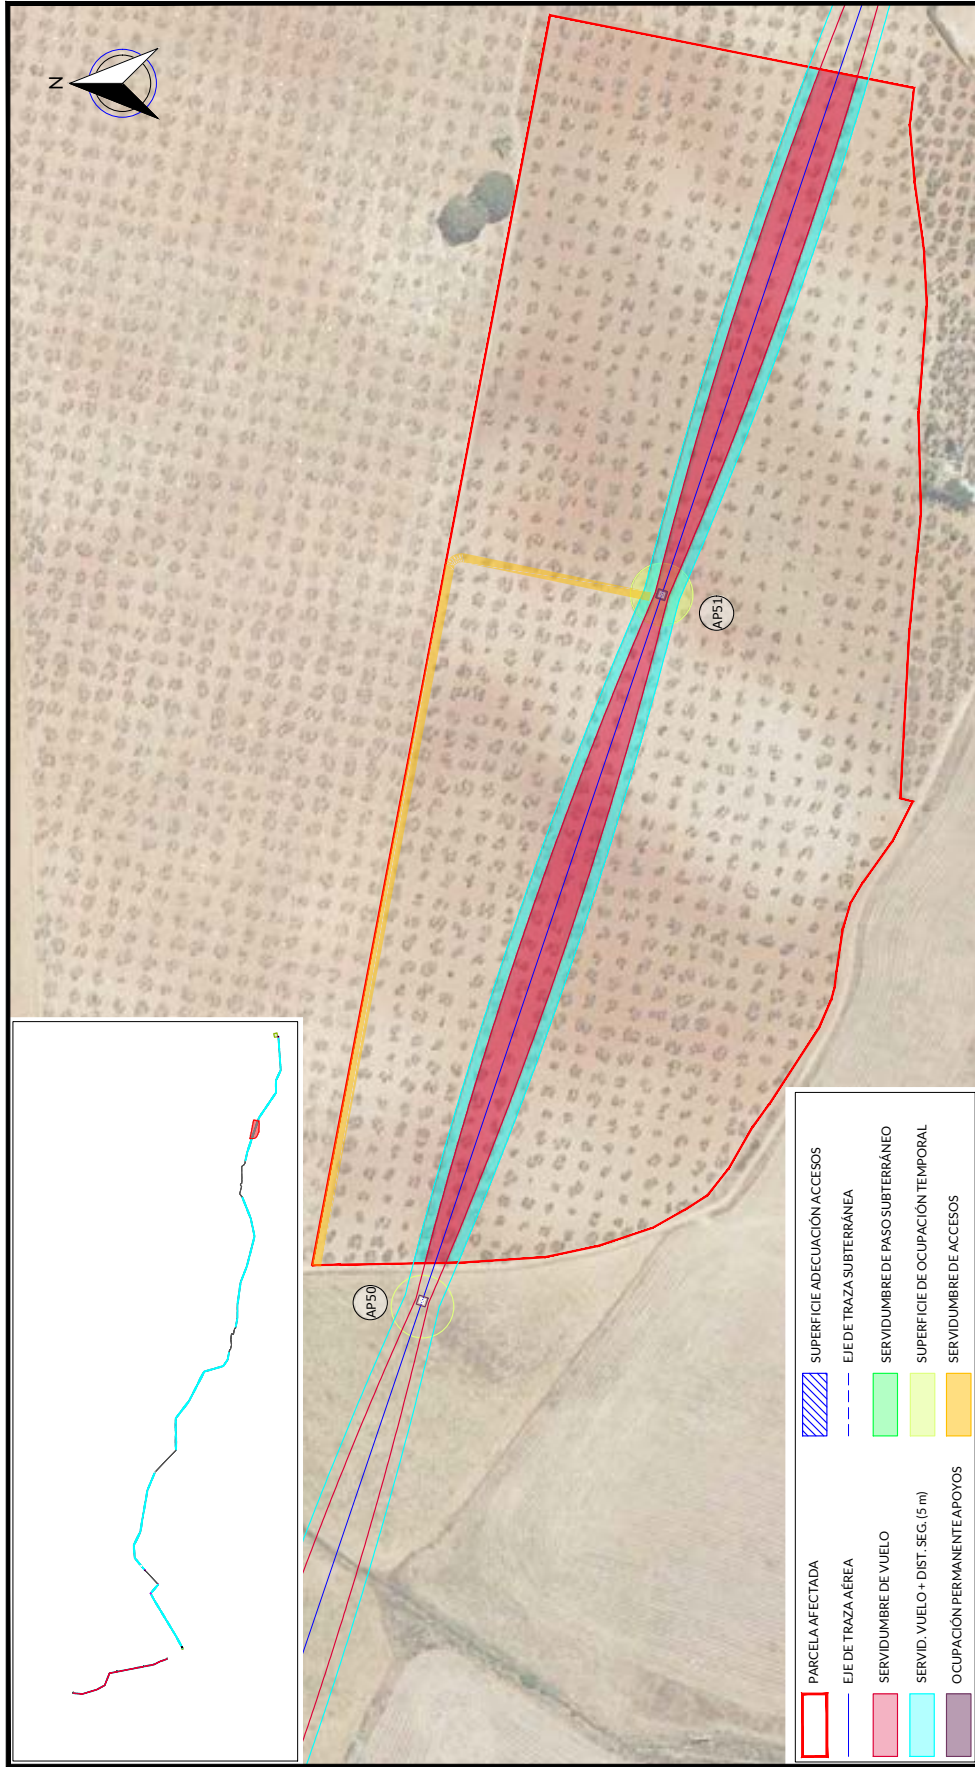 N
AP51
AP50
PARCELA AFECTADA
EJE DE TRAZA AÉREA
SERVIDUMBRE DE VUELO
SERVID. VUELO + DIST. SEG. (5 m)
OCUPACIÓN PERMANENTE APOYOS
SUPERFICIE ADECUACIÓN ACCESOS
EJE DE TRAZA SUBTERRÁNEA
SERVIDUMBRE DE PASO SUBTERRÁNEO
SUPERFICIE DE OCUPACIÓN TEMPORAL
SERVIDUMBRE DE ACCESOS